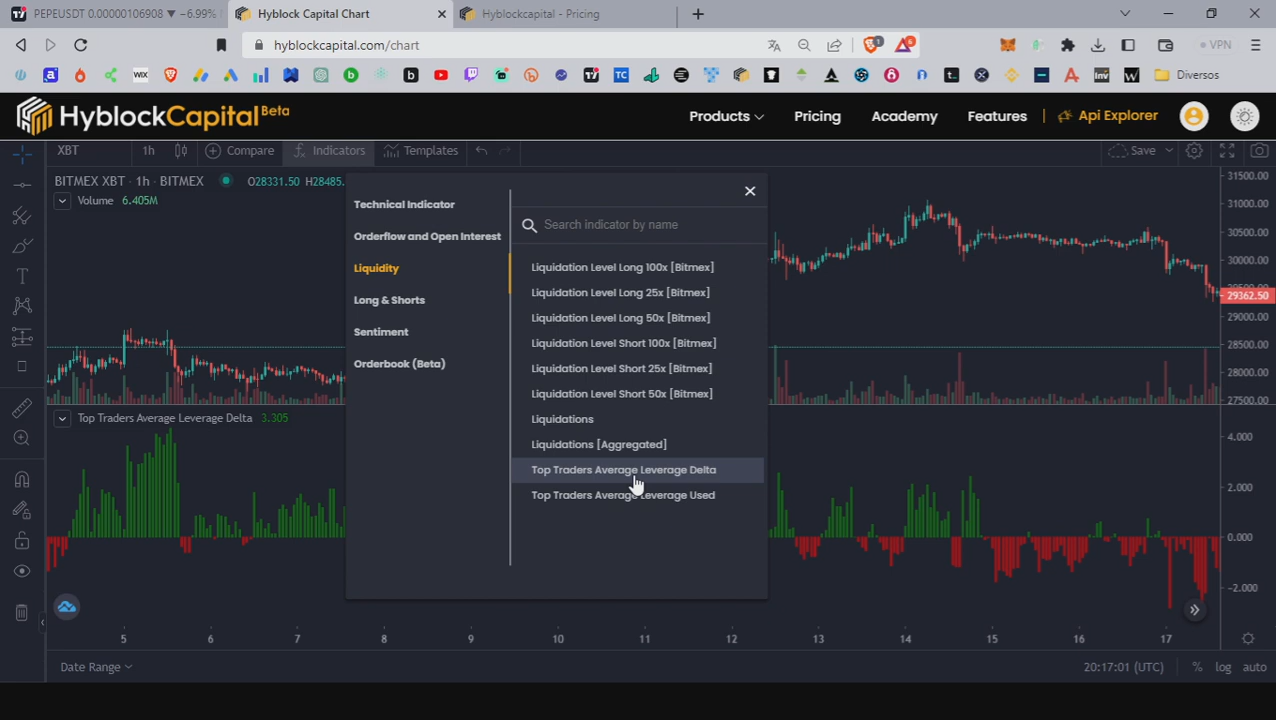 PEPEUSDT 0.00000106908 ▼ −6.99%
Hyblock Capital Chart
Hyblockcapital - Pricing
hyblockcapital.com/chart
1
6
VPN
WIX
TC
Inv
W
Diversos
HyblockCapital Beta
Products
Pricing
Academy
Features
Api Explorer
XBT
1h
Compare
Indicators
Templates
Save
BITMEX XBT · 1h · BITMEX
O28331.50 H28485.
Volume 6.405M
Technical Indicator
Orderflow and Open Interest
Liquidity
Long & Shorts
Sentiment
Orderbook (Beta)
Search indicator by name
Liquidation Level Long 100x [Bitmex]
Liquidation Level Long 25x [Bitmex]
Liquidation Level Long 50x [Bitmex]
Liquidation Level Short 100x [Bitmex]
Liquidation Level Short 25x [Bitmex]
Liquidation Level Short 50x [Bitmex]
Liquidations
Liquidations [Aggregated]
Top Traders Average Leverage Delta
Top Traders Average Leverage Used
31500.00
31000.00
30500.00
30000.00
29362.50
29000.00
28500.00
28000.00
27500.00
Top Traders Average Leverage Delta 3.305
4.000
2.000
0.000
−2.000
5 6 7 8 9 10 11 12 13 14 15 16 17
Date Range
20:17:01 (UTC)
% log auto